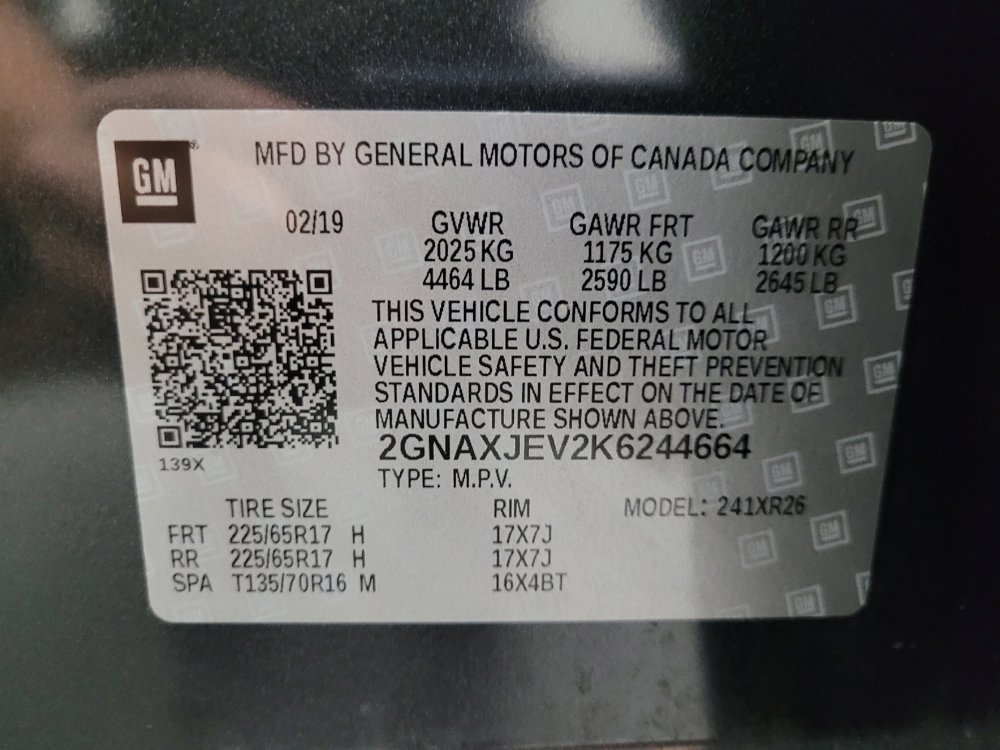 GM
MFD BY GENERAL MOTORS OF CANADA COMPANY
02/19 GVWR GAWR FRT GAWR RR
2025 KG 1175 KG 1200 KG
4464 LB 2590 LB 2645 LB
THIS VEHICLE CONFORMS TO ALL
APPLICABLE U.S. FEDERAL MOTOR
VEHICLE SAFETY AND THEFT PREVENTION
STANDARDS IN EFFECT ON THE DATE OF
MANUFACTURE SHOWN ABOVE.
2GNAXJEV2K6244664
139X
TYPE: M.P.V.
TIRE SIZE RIM MODEL: 241XR26
FRT 225/65R17 H 17X7J
RR 225/65R17 H 17X7J
SPA T135/70R16 M 16X4BT